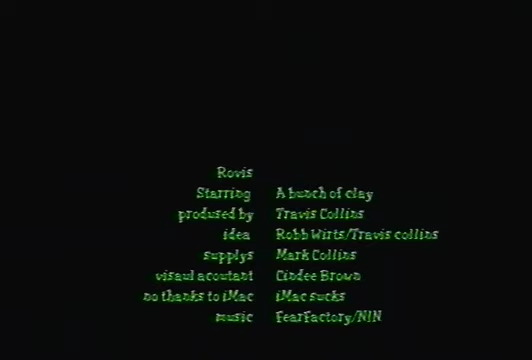 Rovis
Starring A bunch of clay
prodused by Travis Collins
idea Robb Wirts/Travis collins
supplys Mark Collins
visaul acoutant Cindee Brown
no thanks to iMac iMac sucks
music FearFactory/NIN